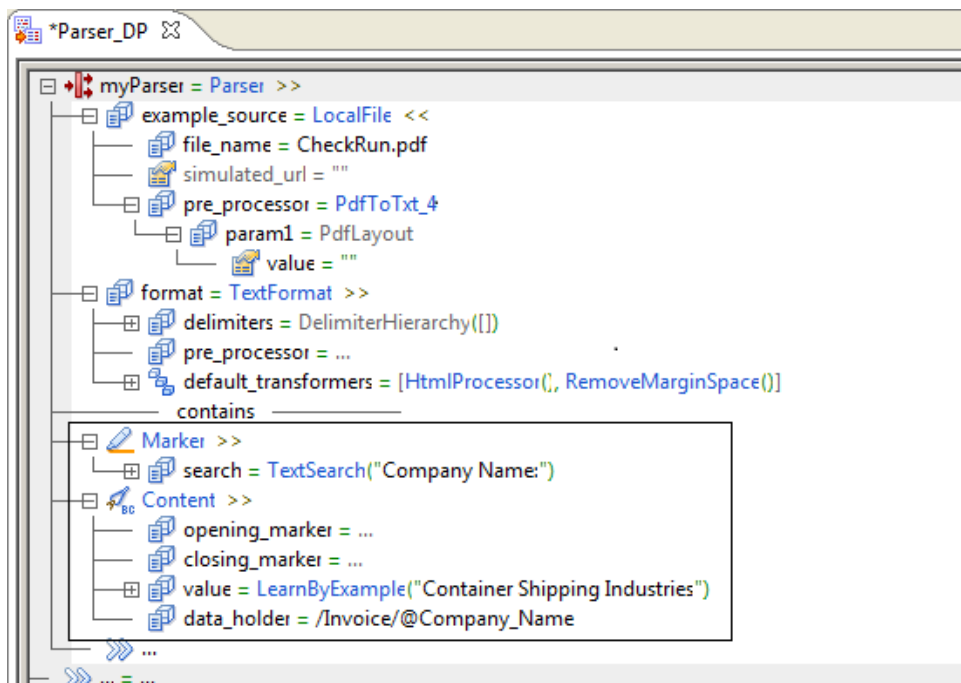 *Parser_DP
myParser = Parser >>
example_source = LocalFile <<
file_name = CheckRun.pdf
simulated_url = ""
pre_processor = PdfToTxt_4
param1 = PdfLayout
value = ""
format = TextFormat >>
delimiters = DelimiterHierarchy([])
pre_processor = ...
default_transformers = [HtmlProcessor(), RemoveMarginSpace()]
contains
Marker >>
search = TextSearch("Company Name:")
BC Content >>
opening_marker = ...
closing_marker = ...
value = LearnByExample("Container Shipping Industries")
data_holder = /Invoice/@Company_Name
...
... = ...